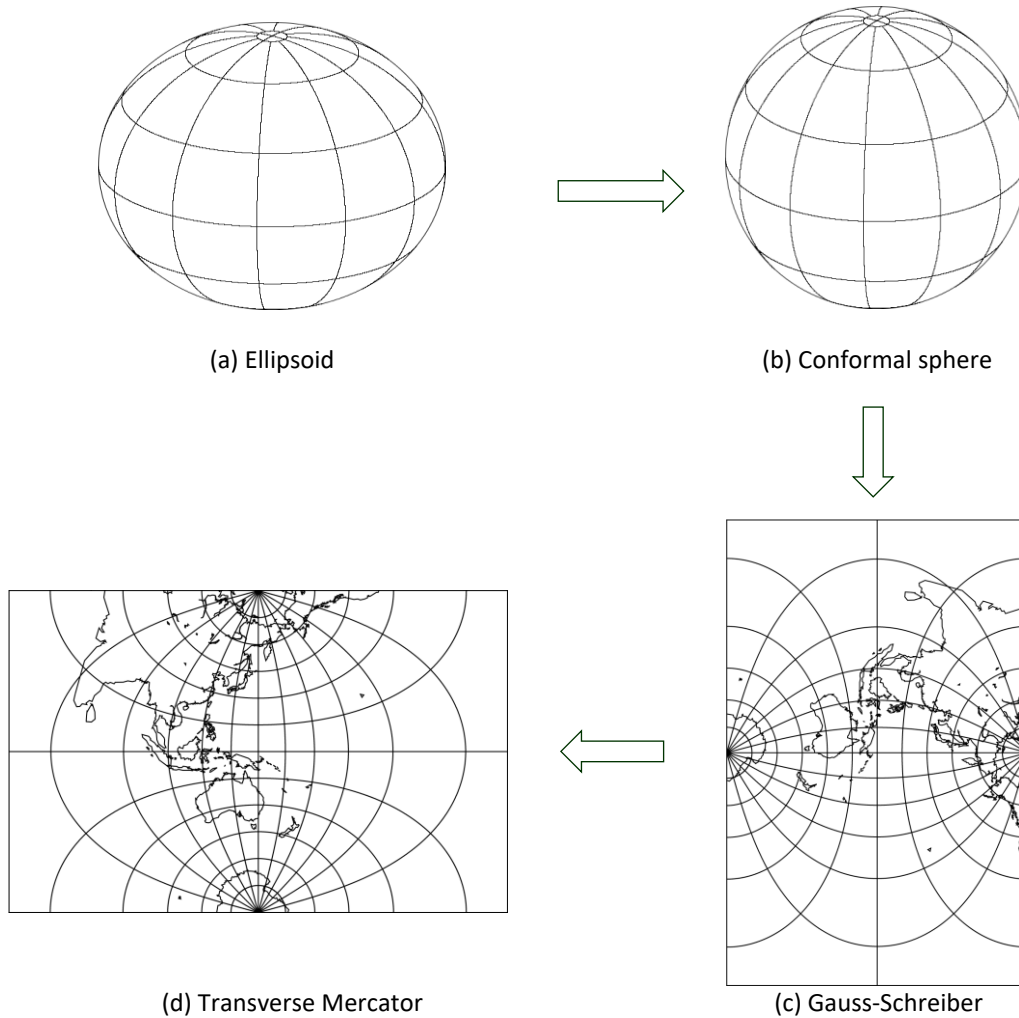 (a) Ellipsoid
(b) Conformal sphere
(d) Transverse Mercator
(c) Gauss-Schreiber